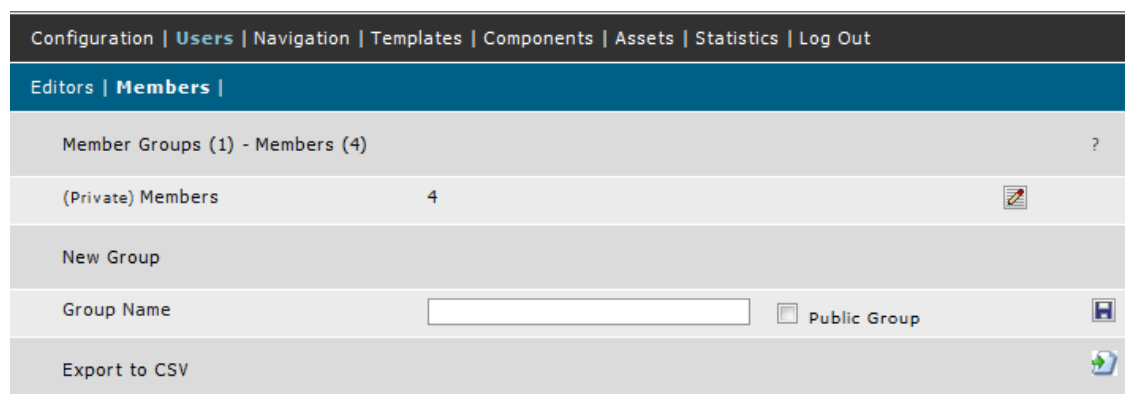 Configuration | Users | Navigation | Templates | Components | Assets | Statistics | Log Out
Editors | Members |
Member Groups (1) - Members (4) ?
(Private) Members 4
New Group
Group Name Public Group
Export to CSV